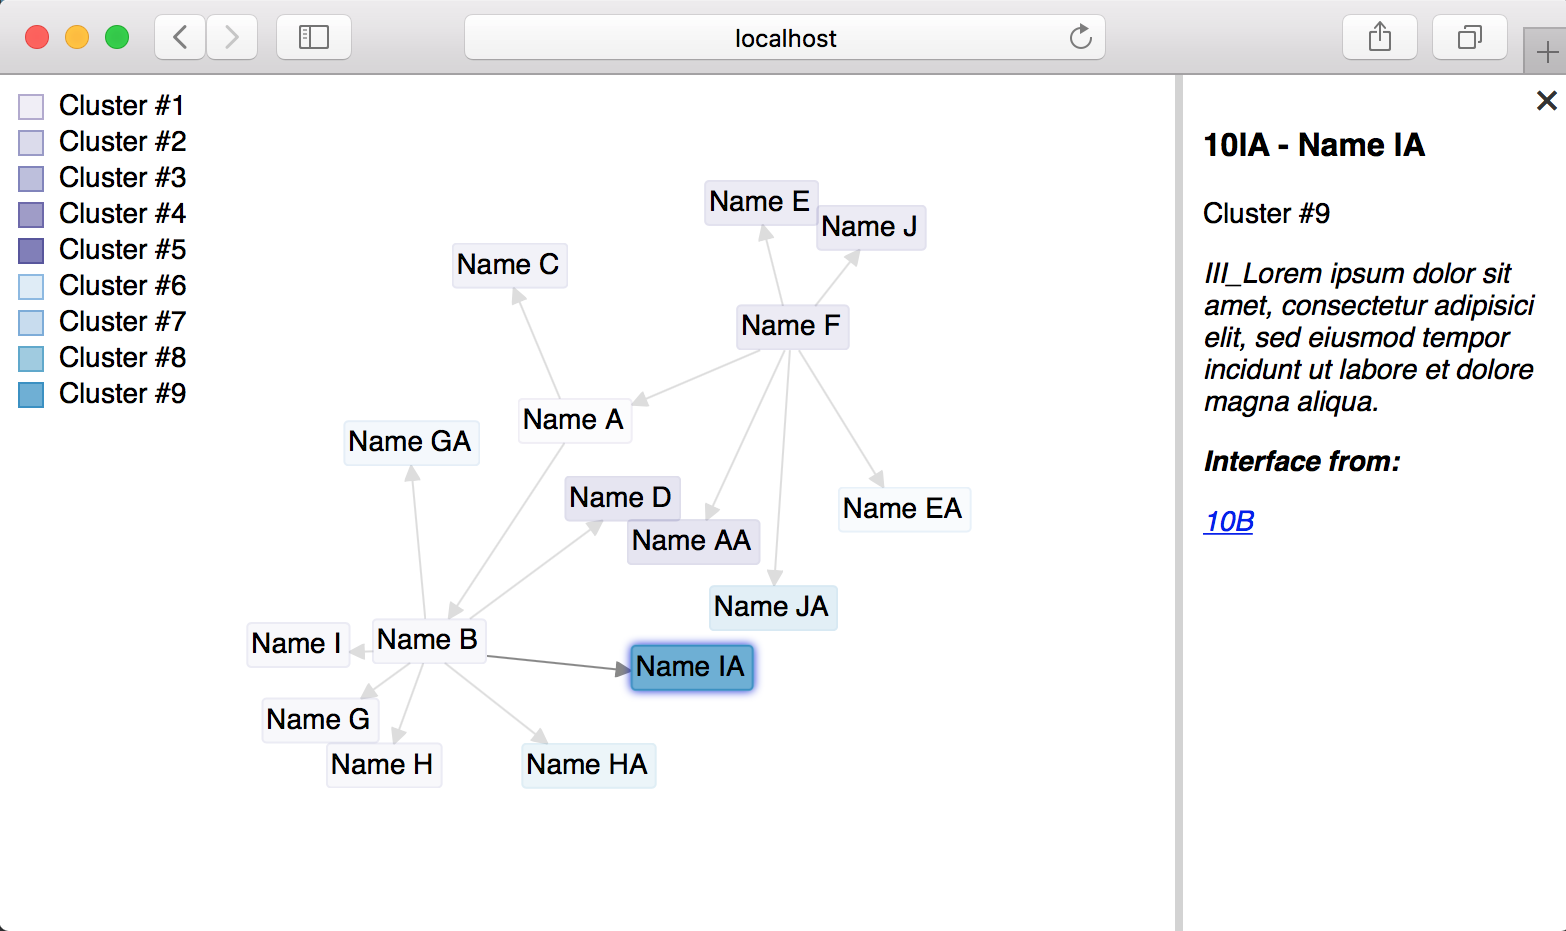 localhost
Cluster #1
Cluster #2
Cluster #3
Cluster #4
Cluster #5
Cluster #6
Cluster #7
Cluster #8
Cluster #9
Name E
Name J
Name C
Name F
Name A
Name GA
Name D
Name EA
Name AA
Name JA
Name I
Name B
Name IA
Name G
Name H
Name HA
10IA - Name IA
Cluster #9
III_Lorem ipsum dolor sit
amet, consectetur adipisici
elit, sed eiusmod tempor
incidunt ut labore et dolore
magna aliqua.
Interface from:
10B